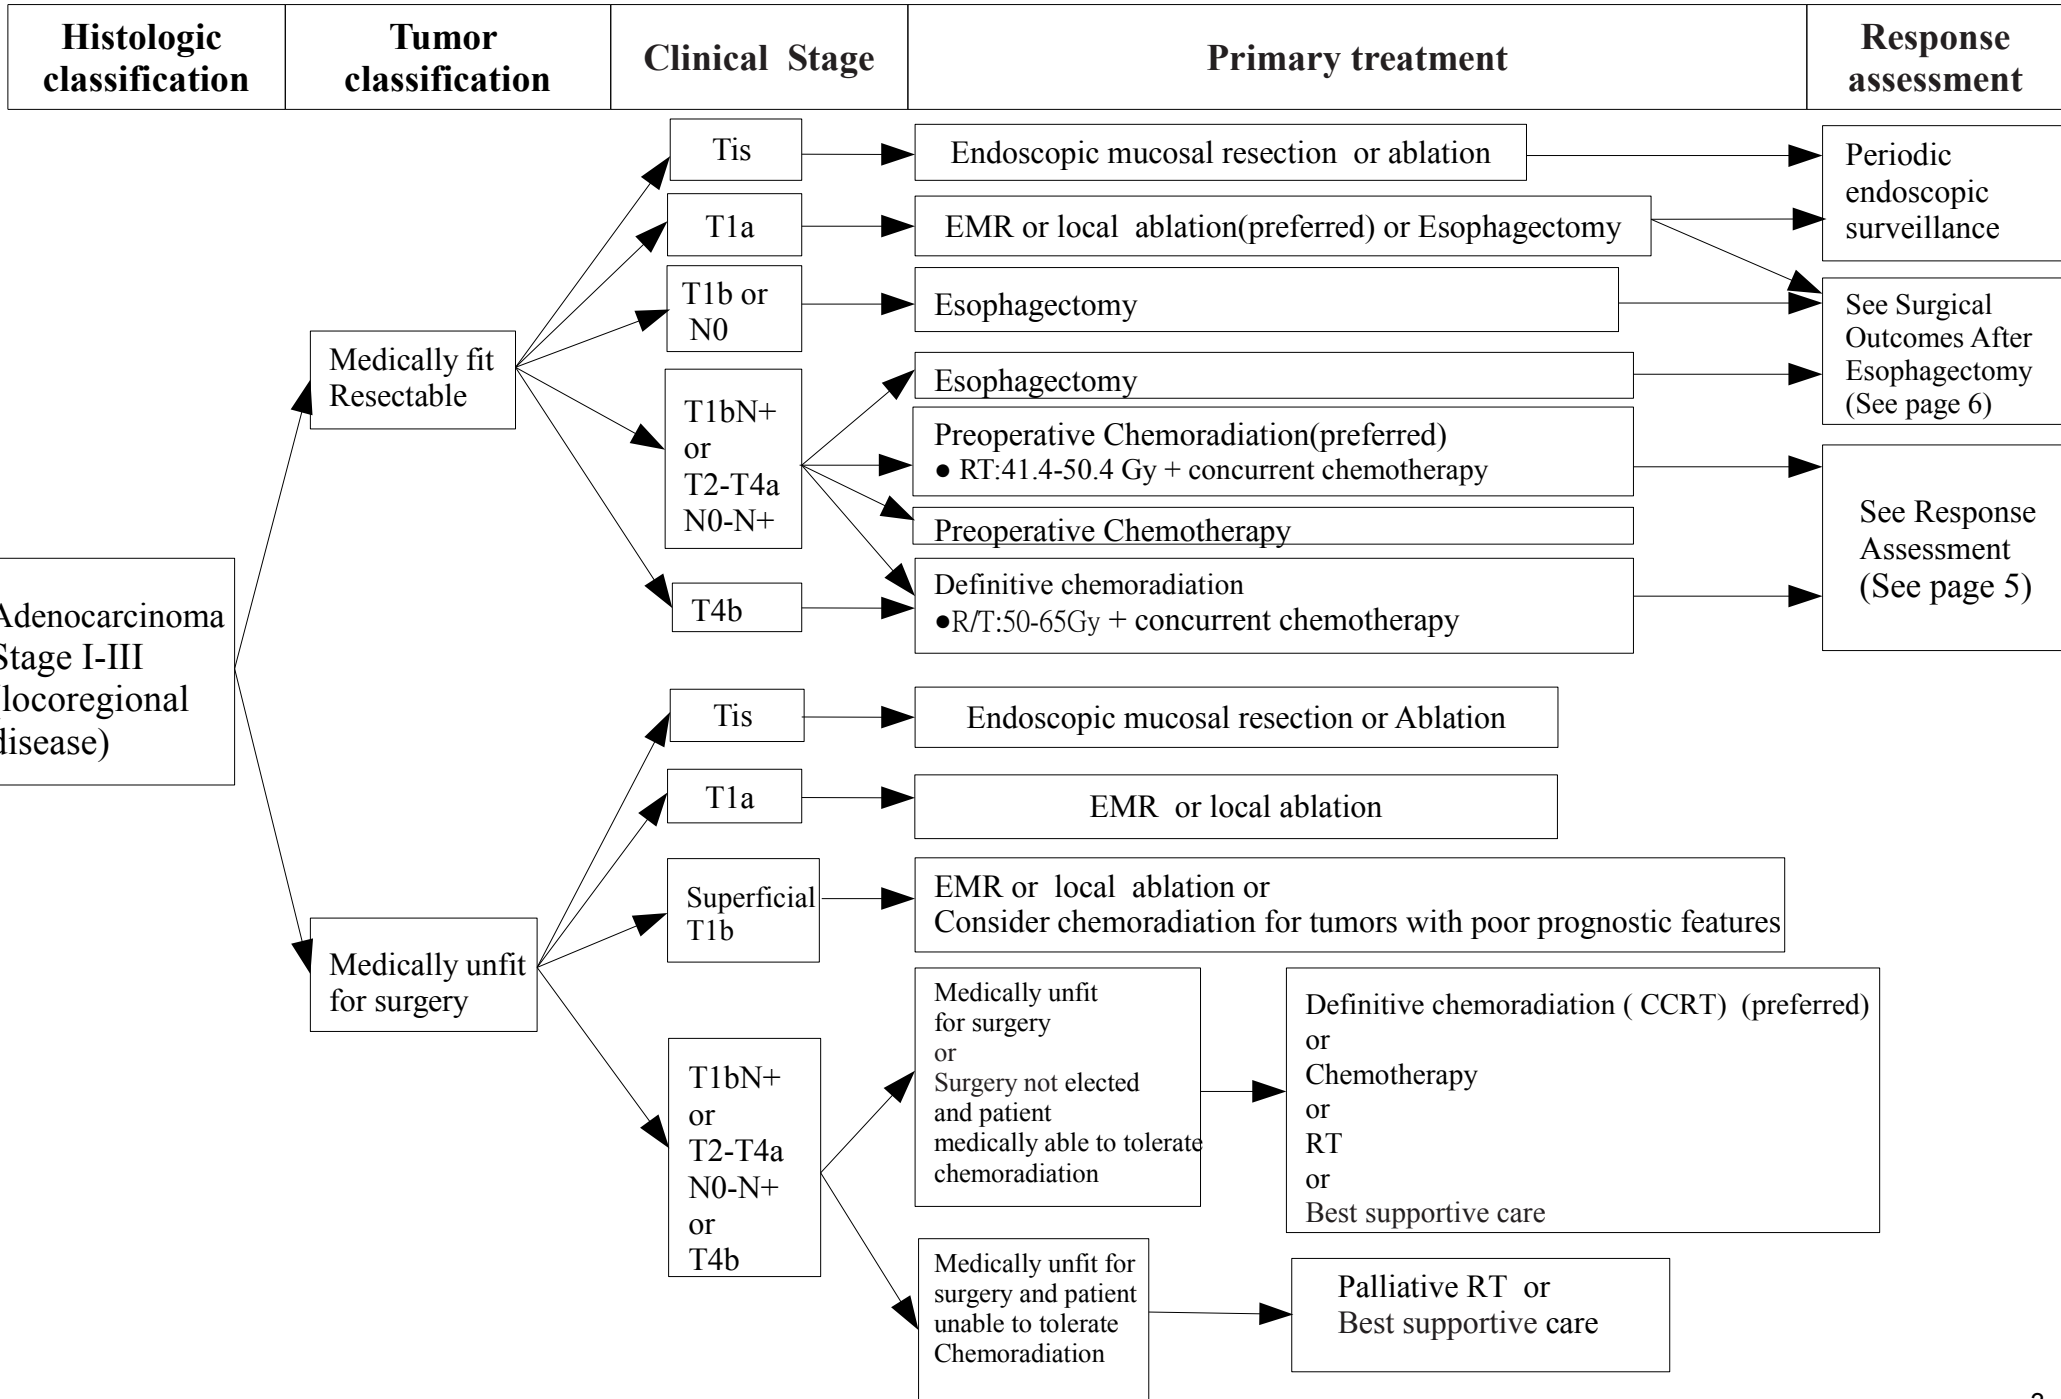 Histologic
classification
Tumor
classification
Clinical Stage
Primary treatment
Response
assessment
Adenocarcinoma
Stage I-III
(locoregional
disease)
Medically fit
Resectable
Tis
Endoscopic mucosal resection or ablation
Periodic
endoscopic
surveillance
T1a
EMR or local ablation(preferred) or Esophagectomy
T1b or
N0
Esophagectomy
See Surgical
Outcomes After
Esophagectomy
(See page 6)
T1bN+
or
T2-T4a
N0-N+
Esophagectomy
Preoperative Chemoradiation(preferred)
● RT:41.4-50.4 Gy + concurrent chemotherapy
Preoperative Chemotherapy
See Response
Assessment
(See page 5)
T4b
Definitive chemoradiation
●R/T:50-65Gy + concurrent chemotherapy
Medically unfit
for surgery
Tis
Endoscopic mucosal resection or Ablation
T1a
EMR or local ablation
Superficial
T1b
EMR or local ablation or
Consider chemoradiation for tumors with poor prognostic features
T1bN+
or
T2-T4a
N0-N+
or
T4b
Medically unfit
for surgery
or
Surgery not elected
and patient
medically able to tolerate
chemoradiation
Definitive chemoradiation ( CCRT) (preferred)
or
Chemotherapy
or
RT
or
Best supportive care
Medically unfit for
surgery and patient
unable to tolerate
Chemoradiation
Palliative RT or
Best supportive care